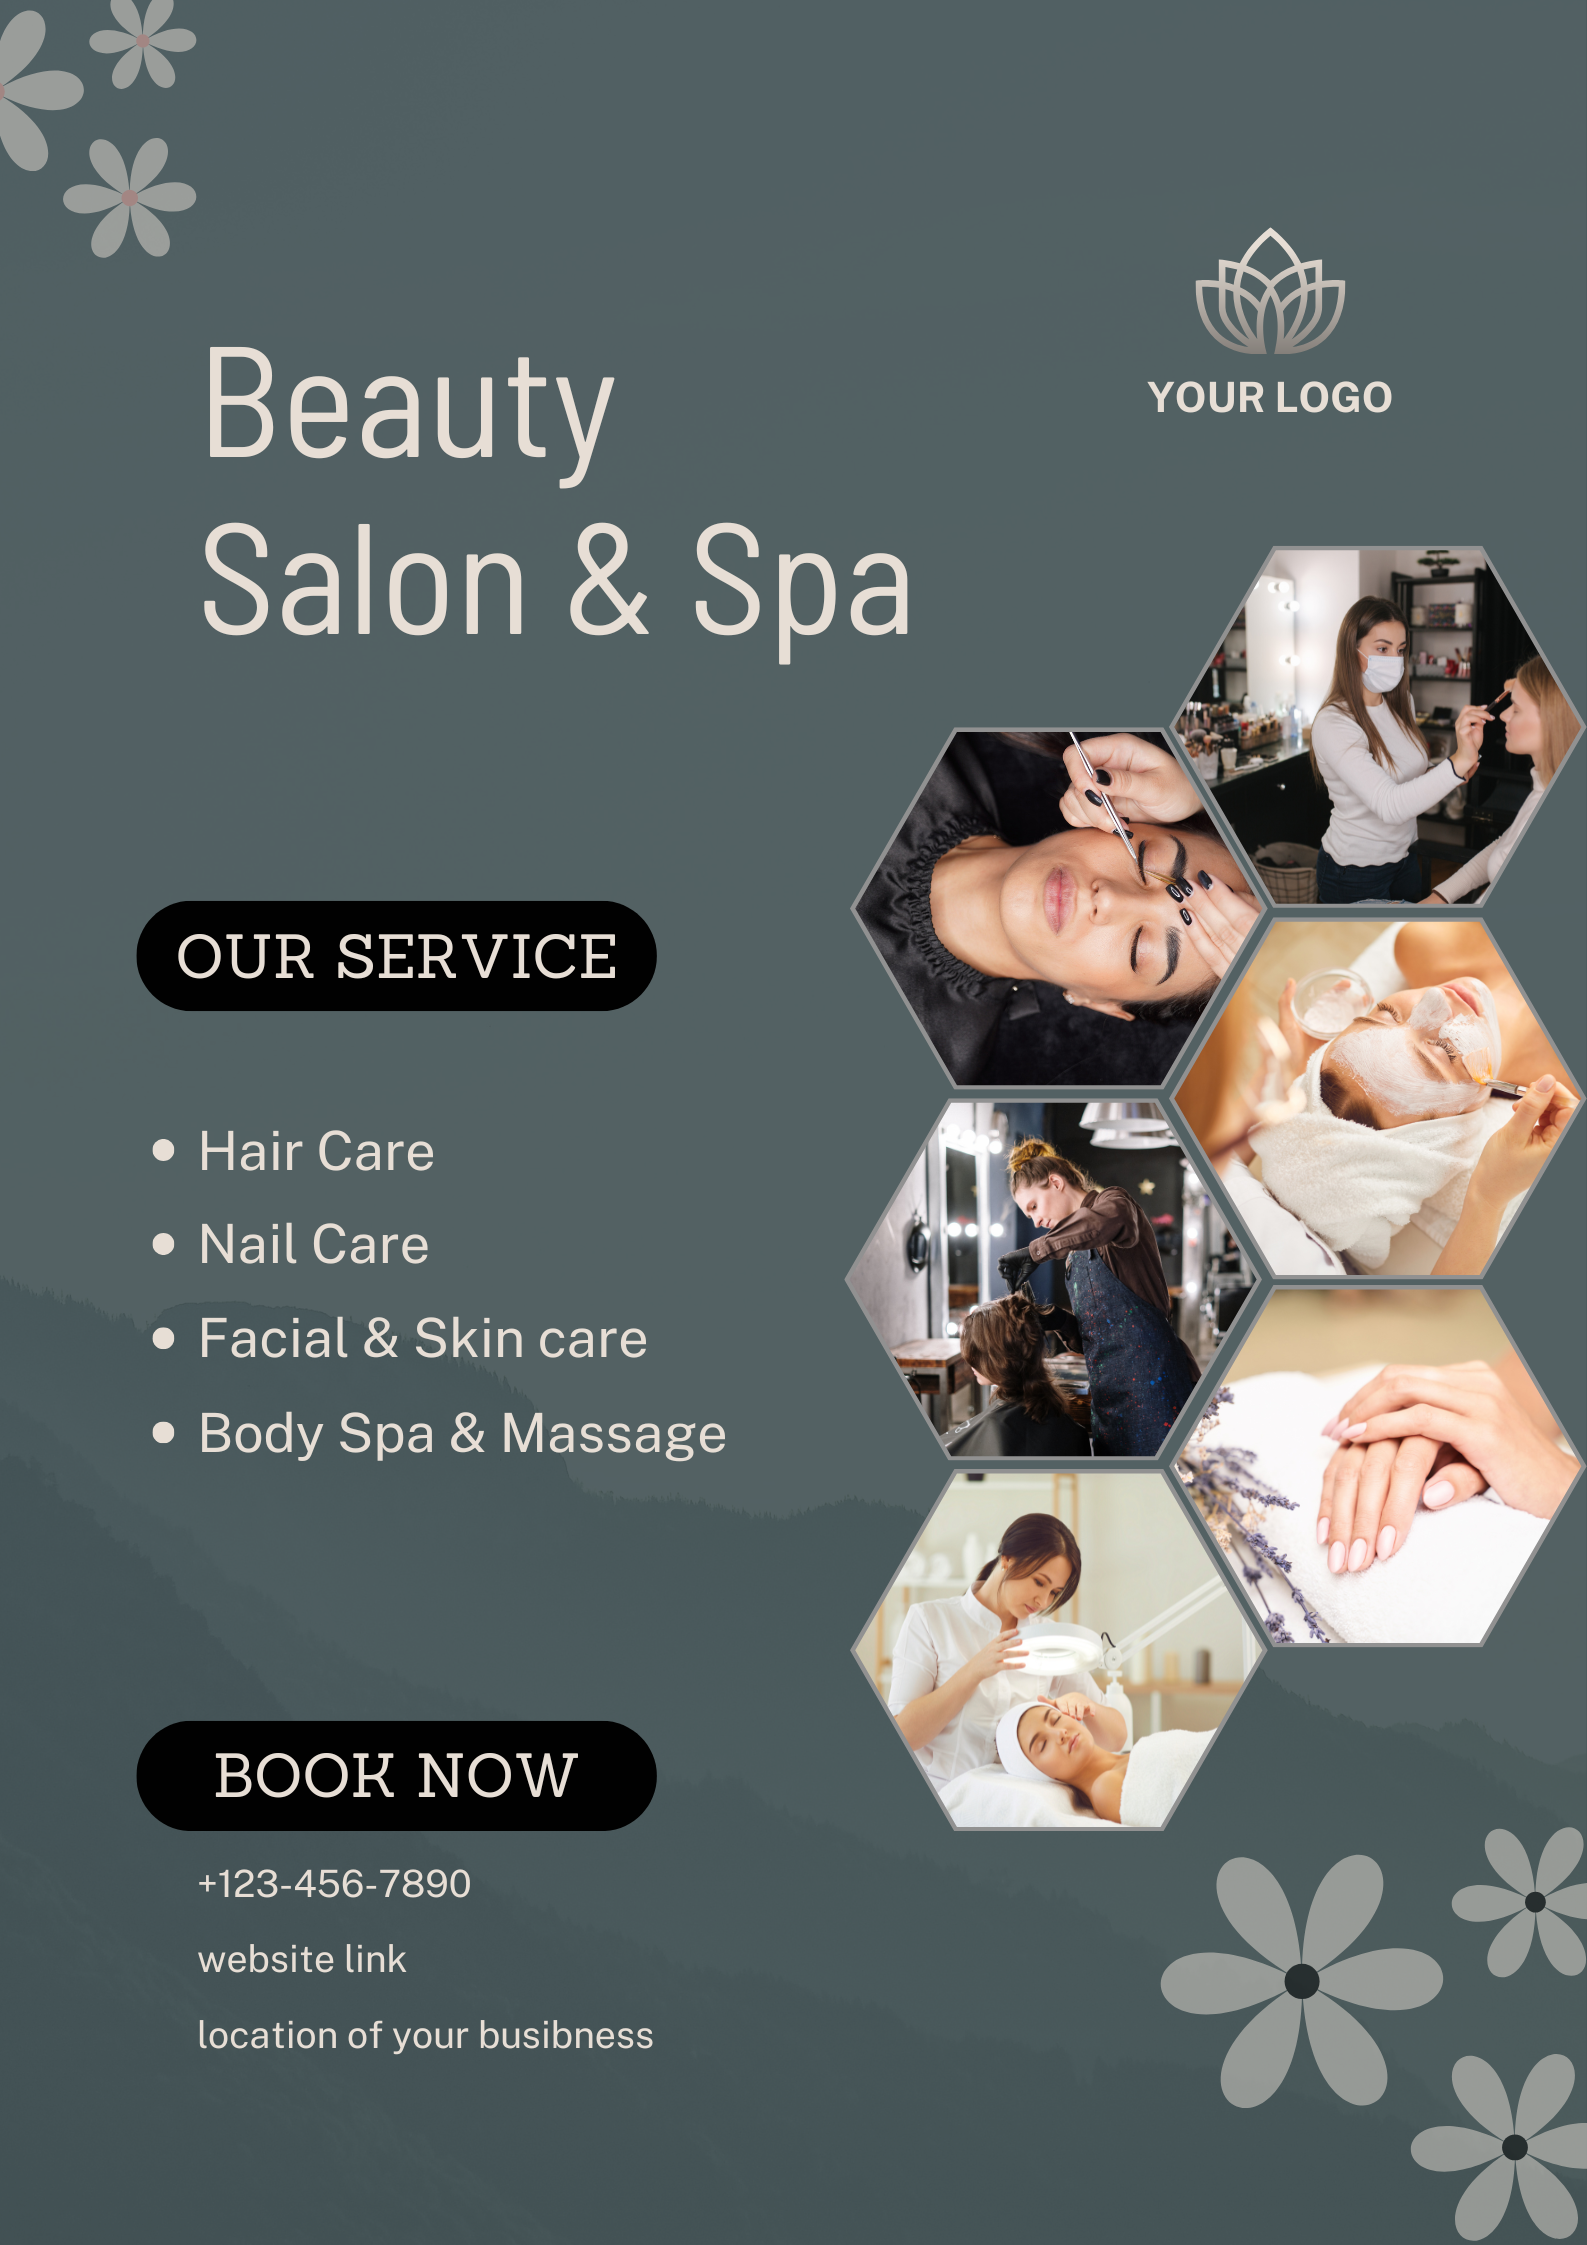 Beauty
Salon & Spa
YOUR LOGO
OUR SERVICE
Hair Care
Nail Care
Facial & Skin care
Body Spa & Massage
BOOK NOW
+123-456-7890
website link
location of your busibness